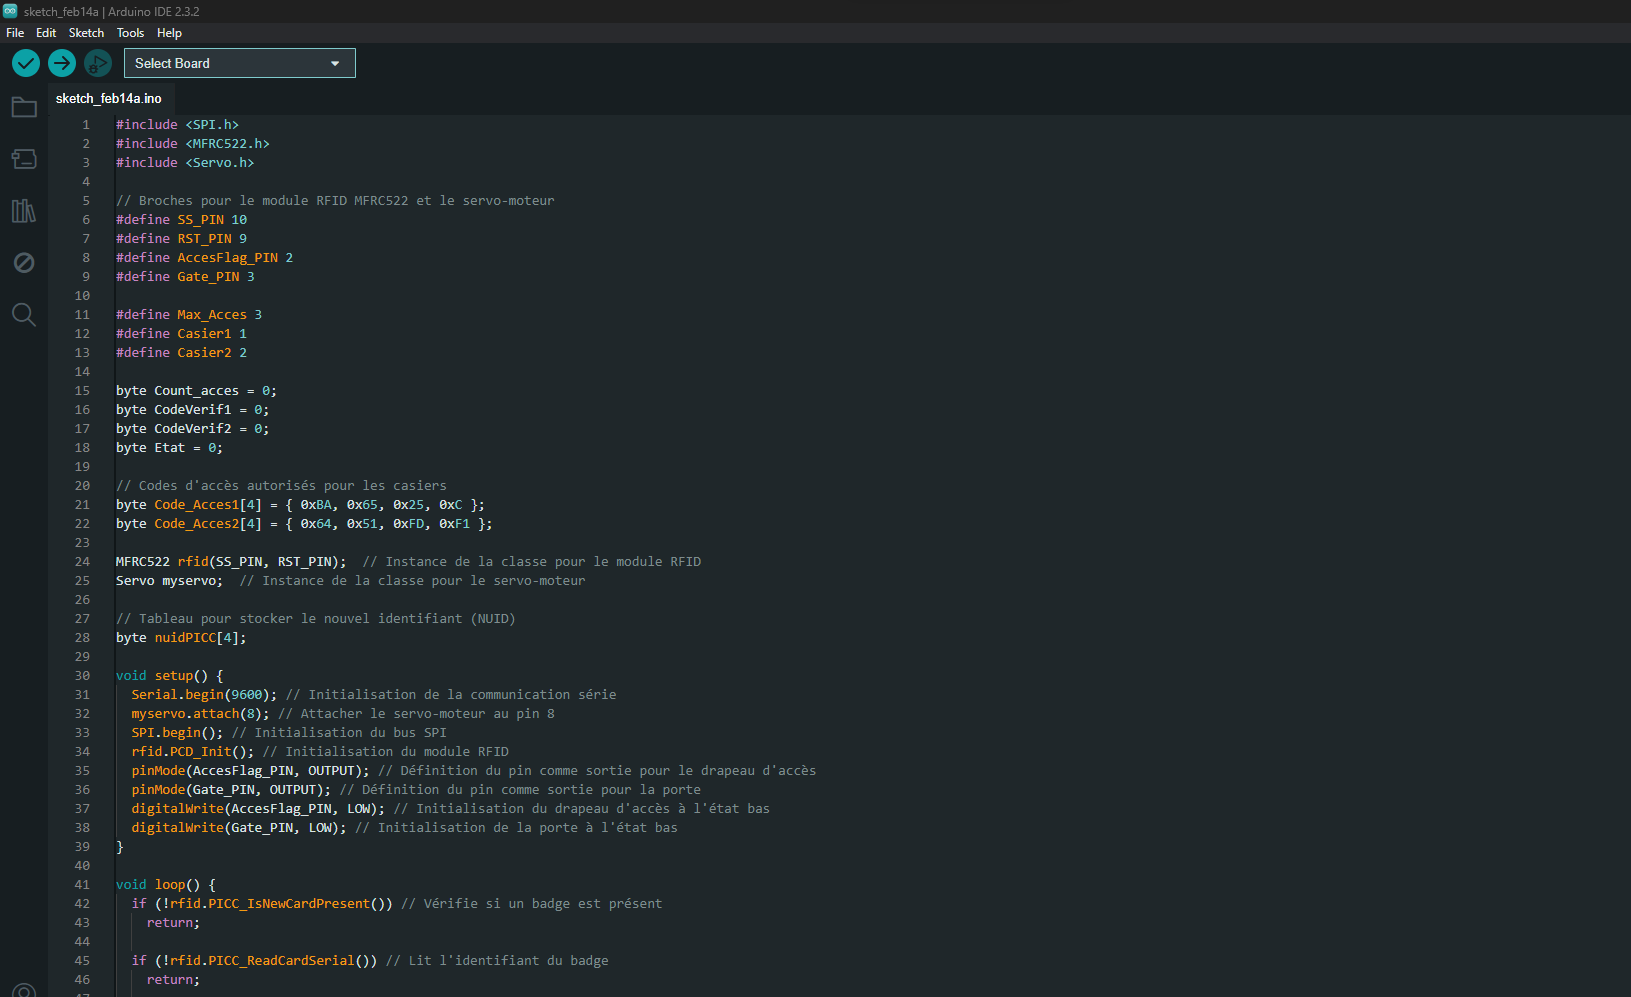 sketch_feb14a | Arduino IDE 2.3.2
File Edit Sketch Tools Help
Select Board
sketch_feb14a.ino
1 #include <SPI.h>
2 #include <MFRC522.h>
3 #include <Servo.h>
4
5 // Broches pour le module RFID MFRC522 et le servo-moteur
6 #define SS_PIN 10
7 #define RST_PIN 9
8 #define AccesFlag_PIN 2
9 #define Gate_PIN 3
10
11 #define Max_Acces 3
12 #define Casier1 1
13 #define Casier2 2
14
15 byte Count_acces = 0;
16 byte CodeVerif1 = 0;
17 byte CodeVerif2 = 0;
18 byte Etat = 0;
19
20 // Codes d'accès autorisés pour les casiers
21 byte Code_Acces1[4] = { 0xBA, 0x65, 0x25, 0xC };
22 byte Code_Acces2[4] = { 0x64, 0x51, 0xFD, 0xF1 };
23
24 MFRC522 rfid(SS_PIN, RST_PIN);  // Instance de la classe pour le module RFID
25 Servo myservo;  // Instance de la classe pour le servo-moteur
26
27 // Tableau pour stocker le nouvel identifiant (NUID)
28 byte nuidPICC[4];
29
30 void setup() {
31   Serial.begin(9600); // Initialisation de la communication série
32   myservo.attach(8); // Attacher le servo-moteur au pin 8
33   SPI.begin(); // Initialisation du bus SPI
34   rfid.PCD_Init(); // Initialisation du module RFID
35   pinMode(AccesFlag_PIN, OUTPUT); // Définition du pin comme sortie pour le drapeau d'accès
36   pinMode(Gate_PIN, OUTPUT); // Définition du pin comme sortie pour la porte
37   digitalWrite(AccesFlag_PIN, LOW); // Initialisation du drapeau d'accès à l'état bas
38   digitalWrite(Gate_PIN, LOW); // Initialisation de la porte à l'état bas
39 }
40
41 void loop() {
42   if (!rfid.PICC_IsNewCardPresent()) // Vérifie si un badge est présent
43     return;
44
45   if (!rfid.PICC_ReadCardSerial()) // Lit l'identifiant du badge
46     return;
47